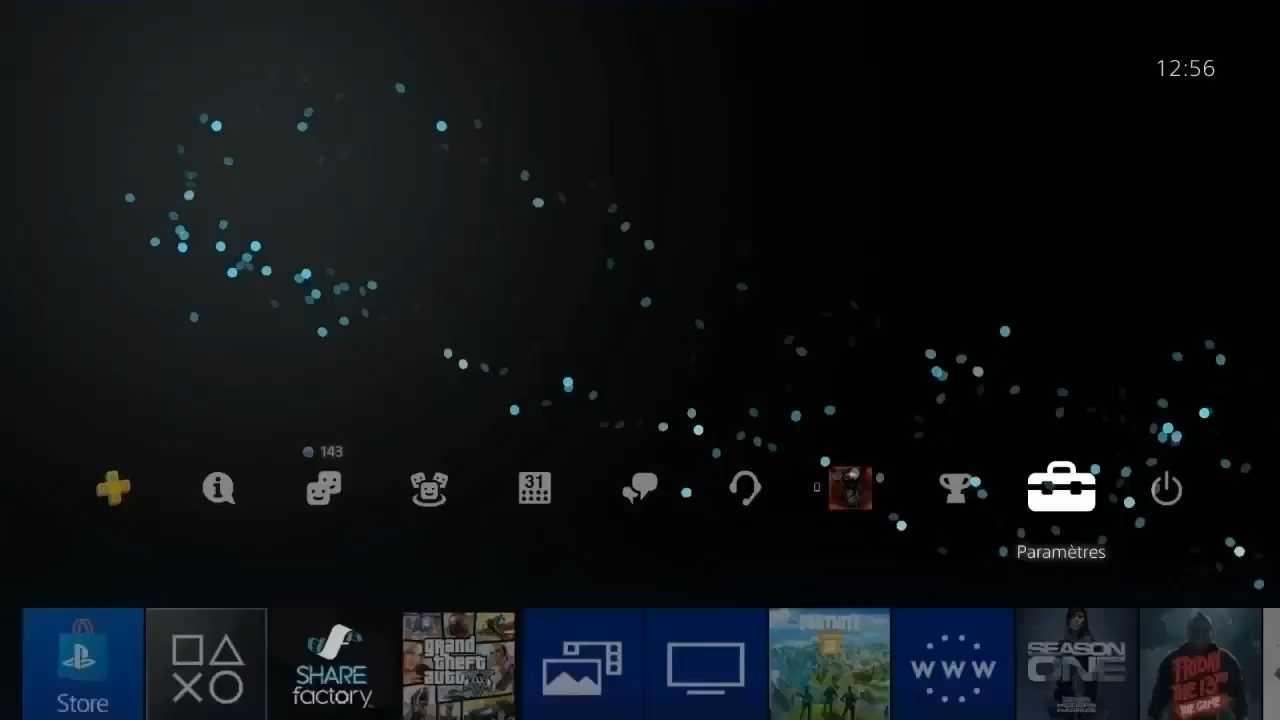 12:56
143
31
Paramètres
Store
SHARE
factory
grand
theft
auto
FORTNITE
www
SEASON
ONE
FRIDAY
THE 13TH
THE GAME